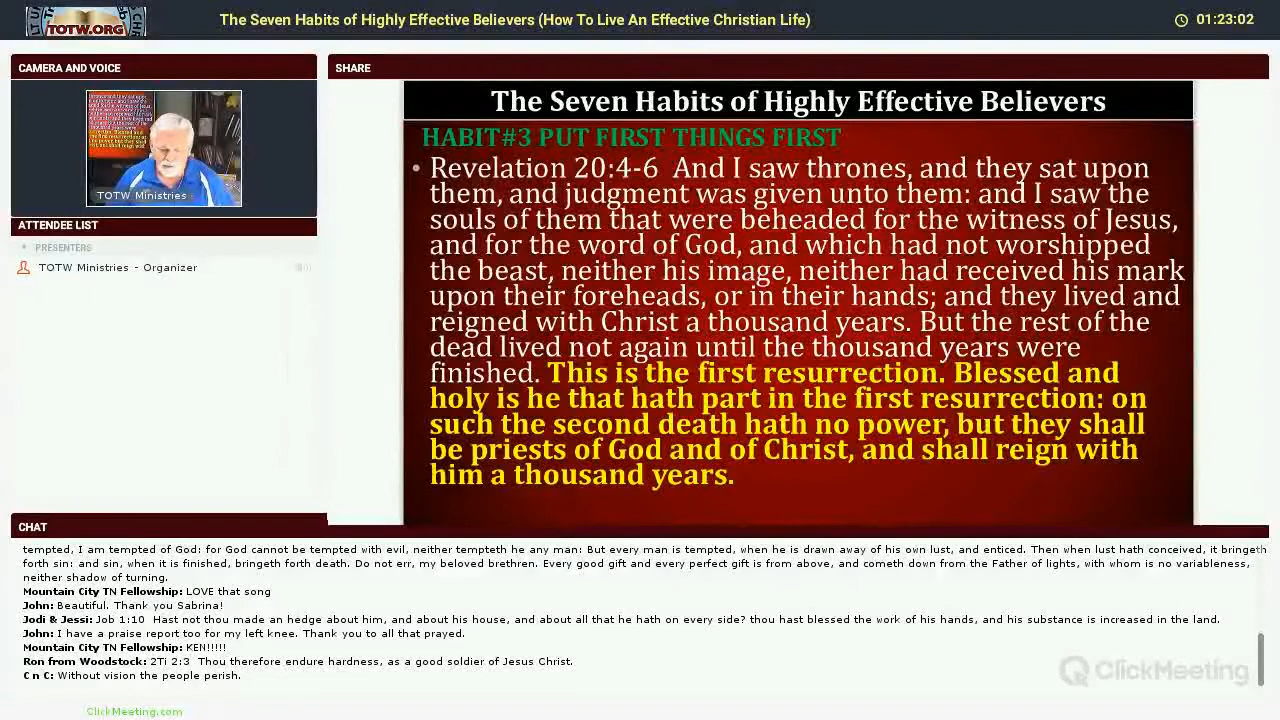 TOTW.ORG
The Seven Habits of Highly Effective Believers (How To Live An Effective Christian Life)
01:23:02
CAMERA AND VOICE
TOTW Ministries
ATTENDEE LIST
PRESENTERS
TOTW Ministries - Organizer
SHARE
The Seven Habits of Highly Effective Believers
HABIT#3 PUT FIRST THINGS FIRST
• Revelation 20:4-6 And I saw thrones, and they sat upon
them, and judgment was given unto them: and I saw the
souls of them that were beheaded for the witness of Jesus,
and for the word of God, and which had not worshipped
the beast, neither his image, neither had received his mark
upon their foreheads, or in their hands; and they lived and
reigned with Christ a thousand years. But the rest of the
dead lived not again until the thousand years were
finished. This is the first resurrection. Blessed and
holy is he that hath part in the first resurrection: on
such the second death hath no power, but they shall
be priests of God and of Christ, and shall reign with
him a thousand years.
CHAT
tempted, I am tempted of God: for God cannot be tempted with evil, neither tempteth he any man: But every man is tempted, when he is drawn away of his own lust, and enticed. Then when lust hath conceived, it bringeth
forth sin: and sin, when it is finished, bringeth forth death. Do not err, my beloved brethren. Every good gift and every perfect gift is from above, and cometh down from the Father of lights, with whom is no variableness,
neither shadow of turning.
Mountain City TN Fellowship: LOVE that song
John: Beautiful. Thank you Sabrina!
Jodi & Jessi: Job 1:10 Hast not thou made an hedge about him, and about his house, and about all that he hath on every side? thou hast blessed the work of his hands, and his substance is increased in the land.
John: I have a praise report too for my left knee. Thank you to all that prayed.
Mountain City TN Fellowship: KEN!!!!!
Ron from Woodstock: 2Ti 2:3 Thou therefore endure hardness, as a good soldier of Jesus Christ.
C n C: Without vision the people perish.
ClickMeeting
ClickMeeting.com